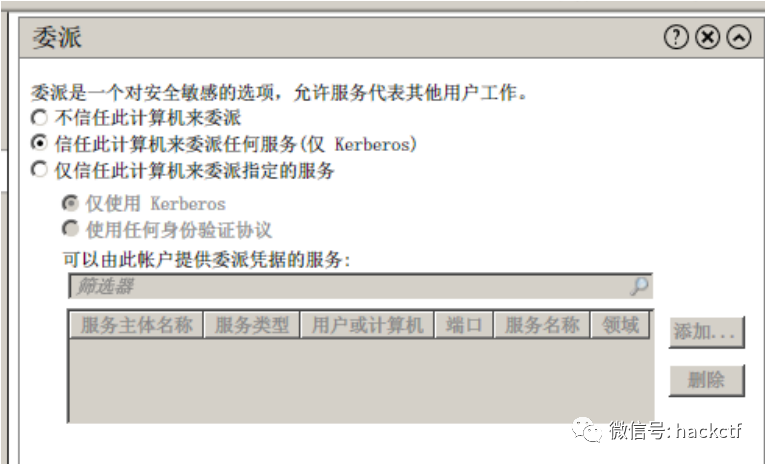 委派
委派是一个对安全敏感的选项，允许服务代表其他用户工作。
不信任此计算机来委派
信任此计算机来委派任何服务(仅 Kerberos)
仅信任此计算机来委派指定的服务
仅使用 Kerberos
使用任何身份验证协议
可以由此帐户提供委派凭据的服务:
筛选器
服务主体名称 服务类型 用户或计算机 端口 服务名称 领域
添加...
删除
微信号: hackctf